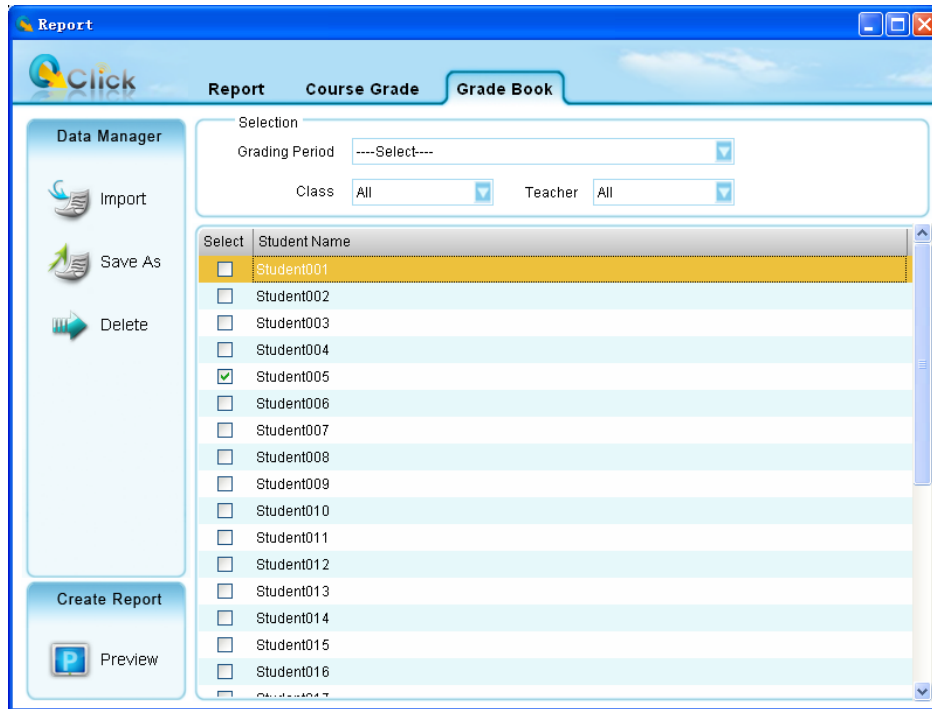 Report
QClick
Report Course Grade Grade Book
Data Manager
Import
Save As
Delete
Create Report
Preview
Selection
Grading Period ----Select----
Class All Teacher All
Select Student Name
Student001
Student002
Student003
Student004
Student005
Student006
Student007
Student008
Student009
Student010
Student011
Student012
Student013
Student014
Student015
Student016